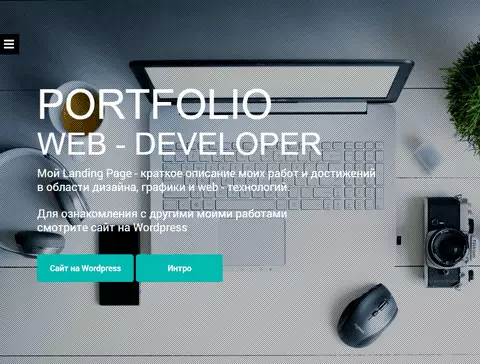 PORTFOLIO
WEB - DEVELOPER
Мой Landing Page - краткое описание моих работ и достижений
в области дизайна, графики и web - технологий.
Для ознакомления с другими моими работами
смотрите сайт на Wordpress
Сайт на Wordpress
Интро